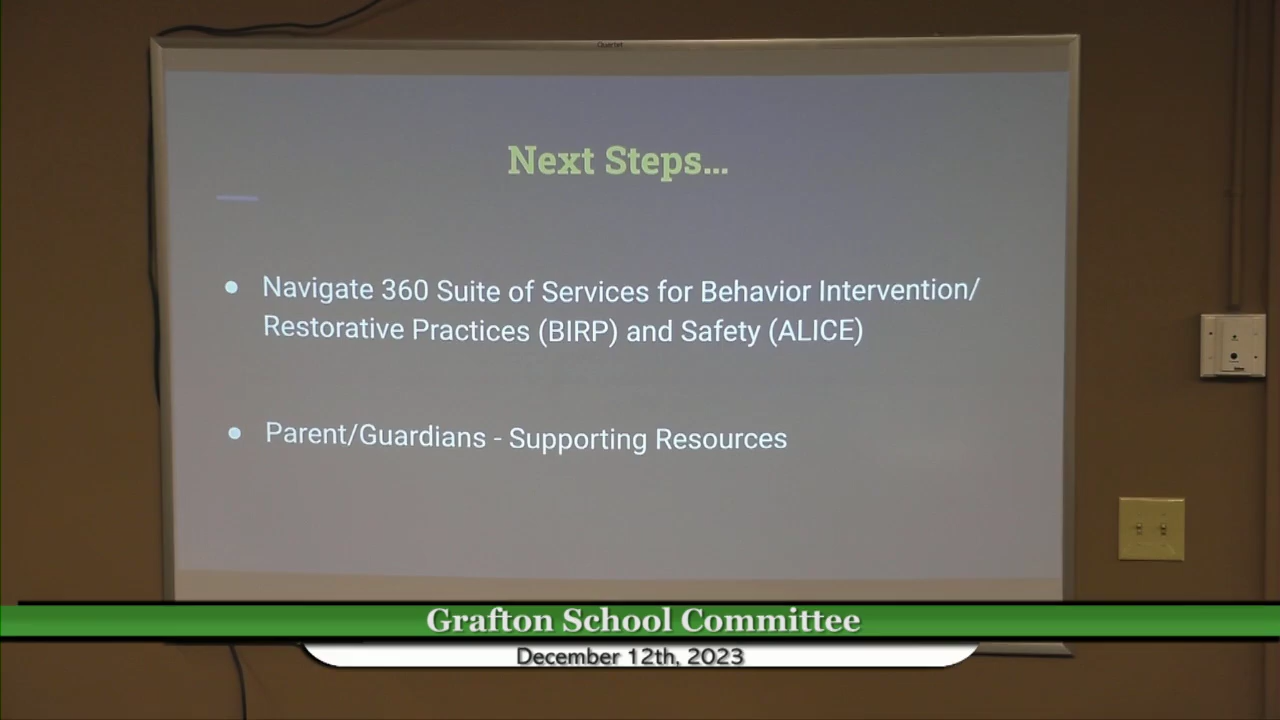 Quartet
Next Steps...
● Navigate 360 Suite of Services for Behavior Intervention/
Restorative Practices (BIRP) and Safety (ALICE)
● Parent/Guardians - Supporting Resources
Grafton School Committee
December 12th, 2023